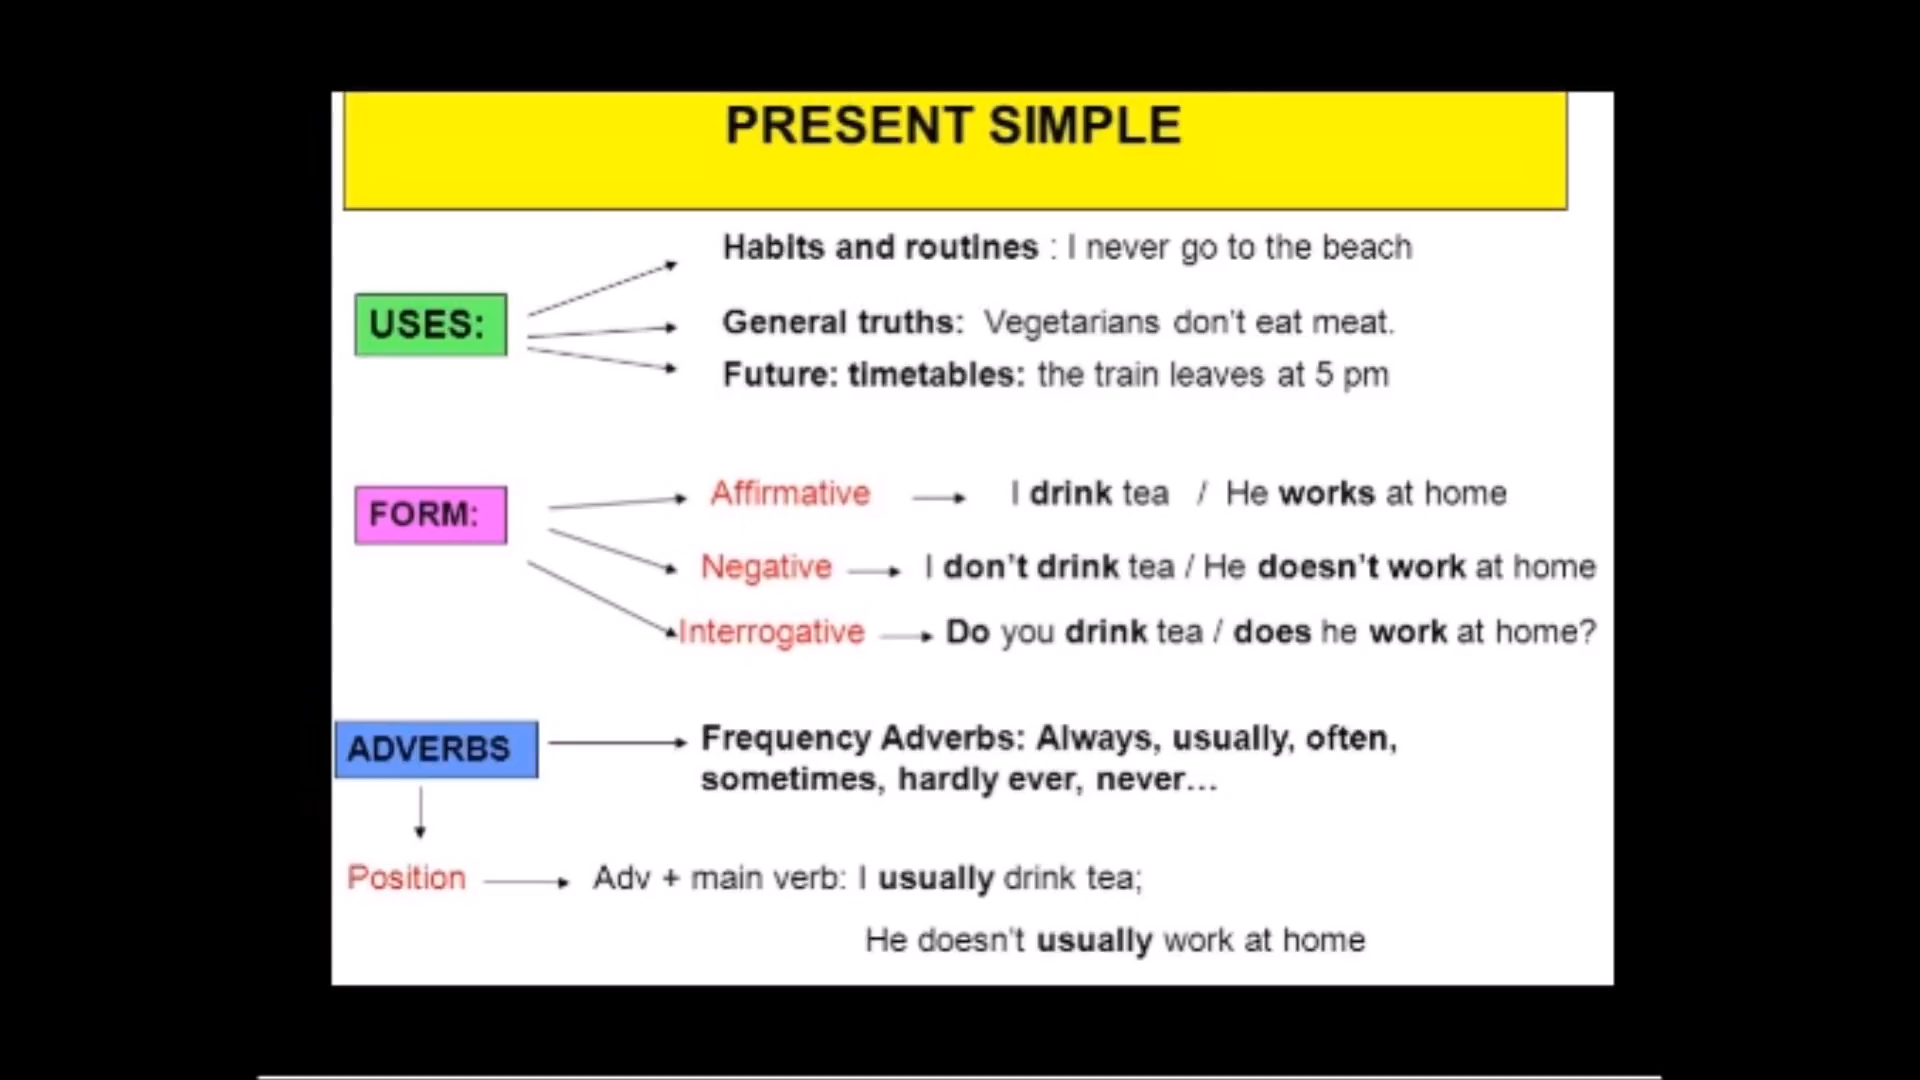 PRESENT SIMPLE
USES:
Habits and routines : I never go to the beach
General truths: Vegetarians don't eat meat.
Future: timetables: the train leaves at 5 pm
FORM:
Affirmative I drink tea / He works at home
Negative I don't drink tea / He doesn't work at home
Interrogative Do you drink tea / does he work at home?
ADVERBS
Frequency Adverbs: Always, usually, often,
sometimes, hardly ever, never...
Position Adv + main verb: I usually drink tea;
He doesn't usually work at home